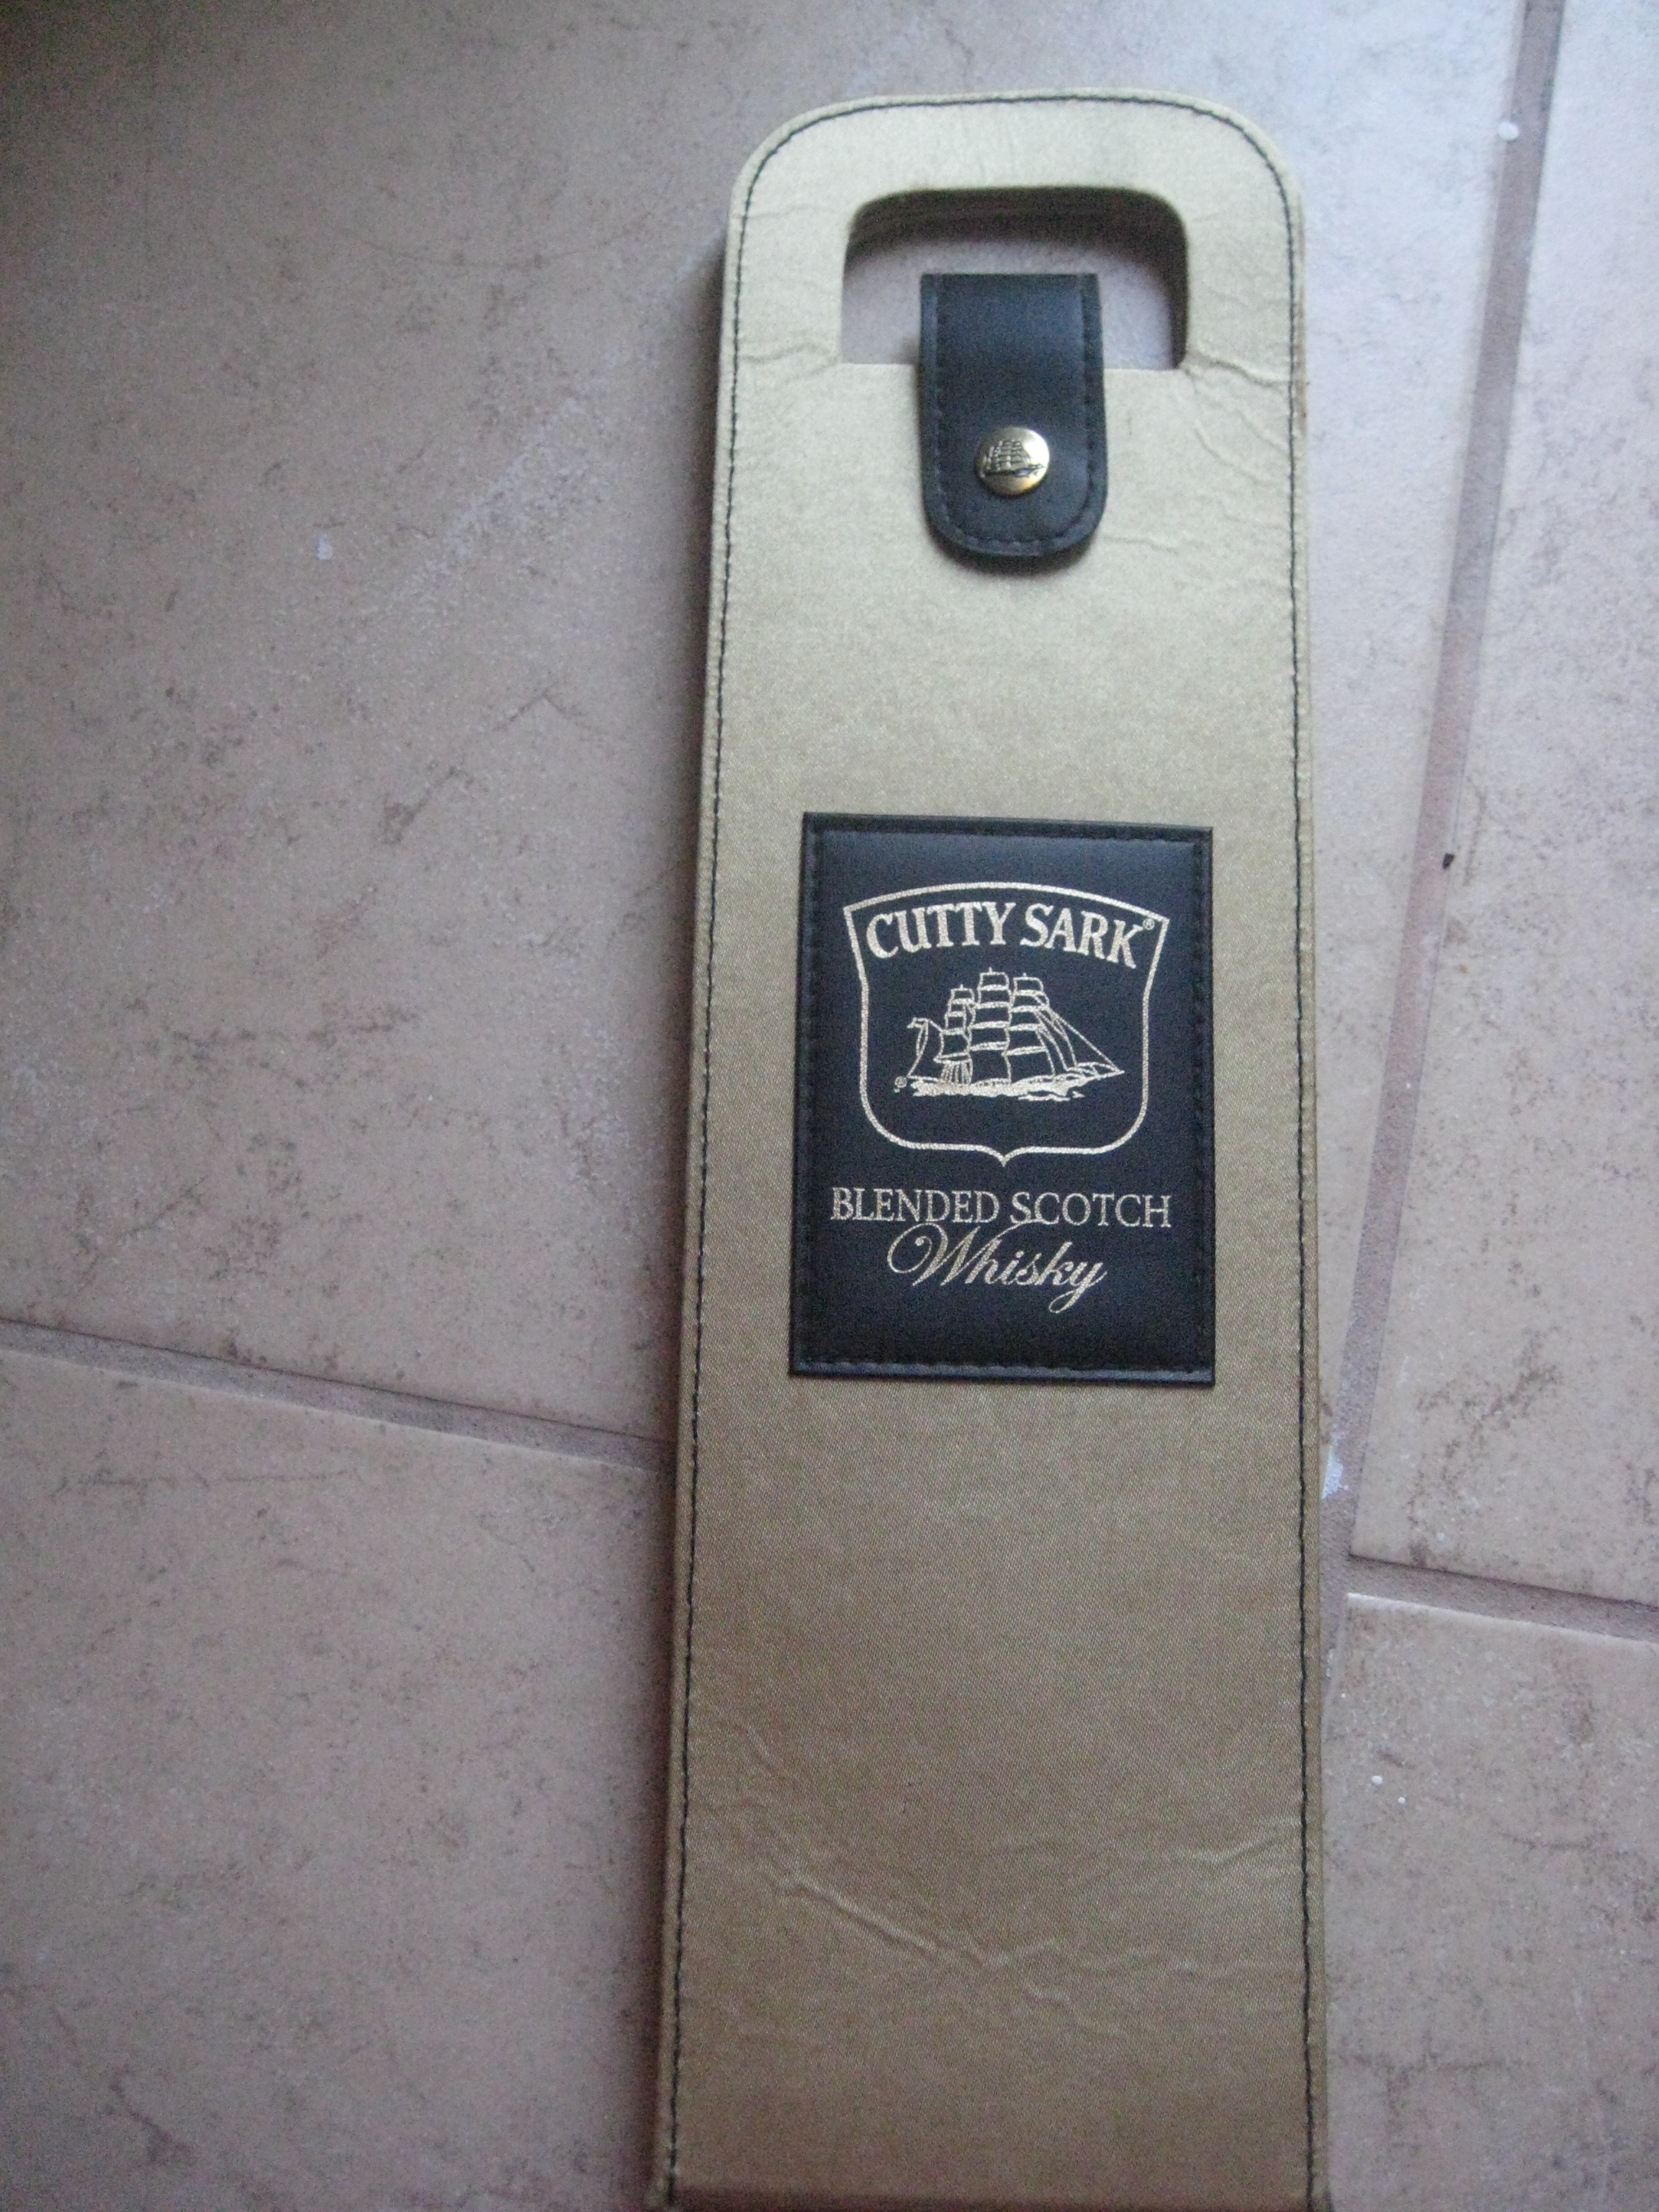 CUTTY SARK®
®
BLENDED SCOTCH
Whisky